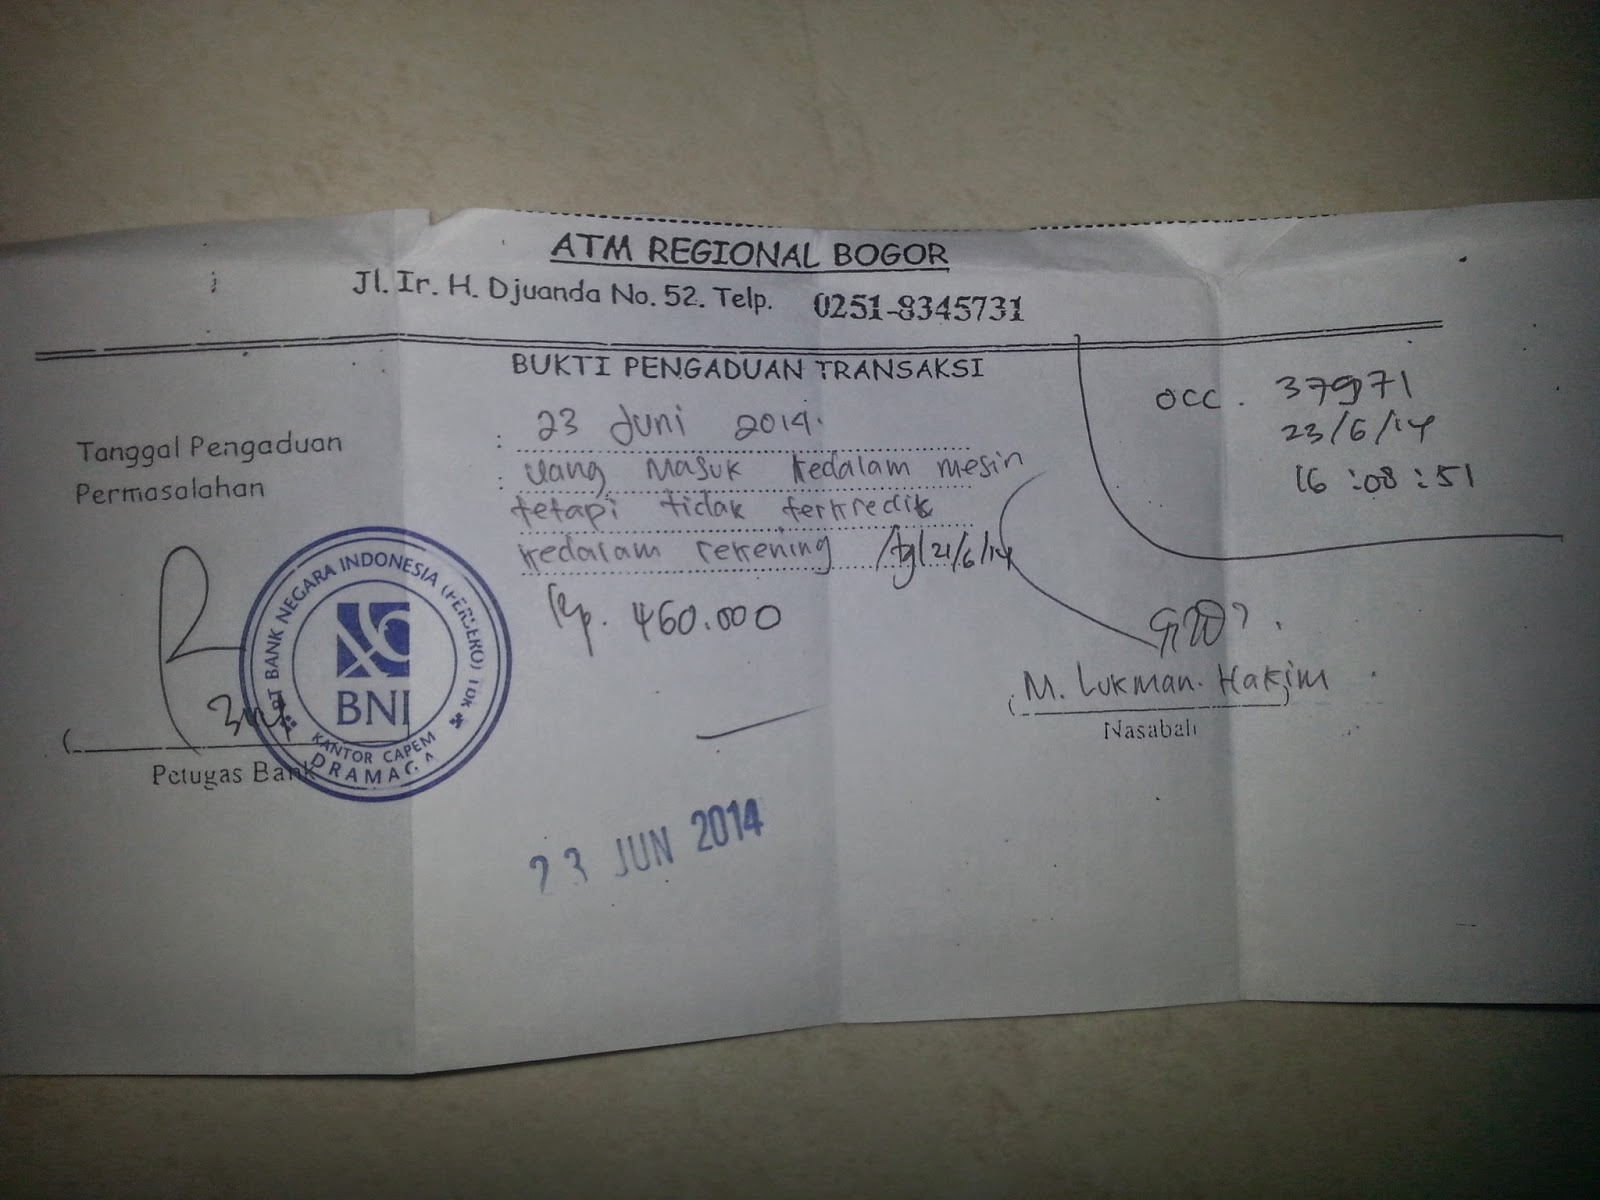 ATM REGIONAL BOGOR
Jl. Ir. H. Djuanda No. 52. Telp. 0251-8345731
BUKTI PENGADUAN TRANSAKSI
occ. 37971
23/6/14
16:08:51
Tanggal Pengaduan : 23 Juni 2014.
Permasalahan : uang masuk kedalam mesin
tetapi tidak terkredit
kedalam rekening tgl 21/6/14
Rp. 460.000
PT BANK NEGARA INDONESIA (PERSERO) Tbk
BNI
KANTOR CAPEM
DRAMAGA
Petugas Bank
M. Lukman. Hakim
Nasabah
23 JUN 2014